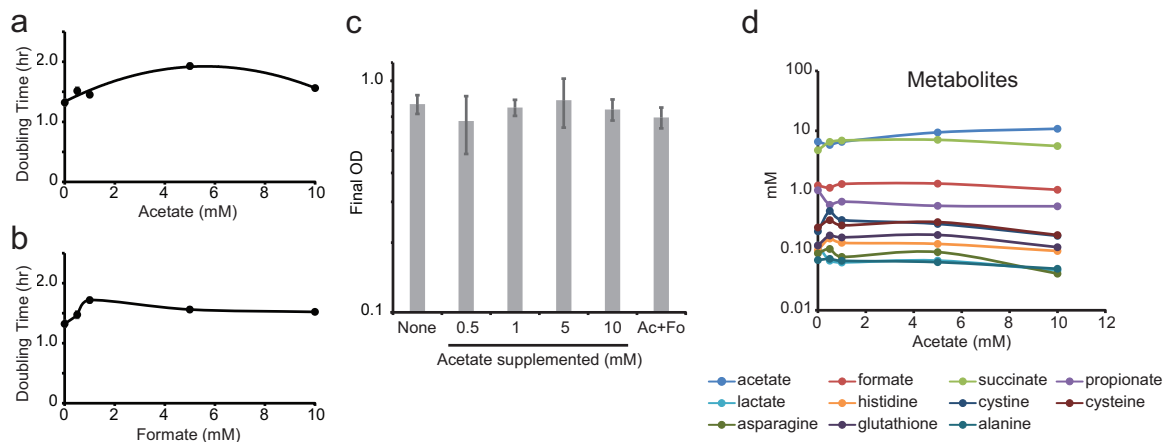 a
Doubling Time (hr)
2.0
1.0
0
0 2 4 6 8 10
Acetate (mM)
b
Doubling Time (hr)
2.0
1.0
0
0 2 4 6 8 10
Formate (mM)
c
Final OD
1.0
0.1
None 0.5 1 5 10 Ac+Fo
Acetate supplemented (mM)
d
Metabolites
mM
100
10
1.0
0.10
0.01
0 2 4 6 8 10 12
Acetate (mM)
acetate formate succinate propionate
lactate histidine cystine cysteine
asparagine glutathione alanine